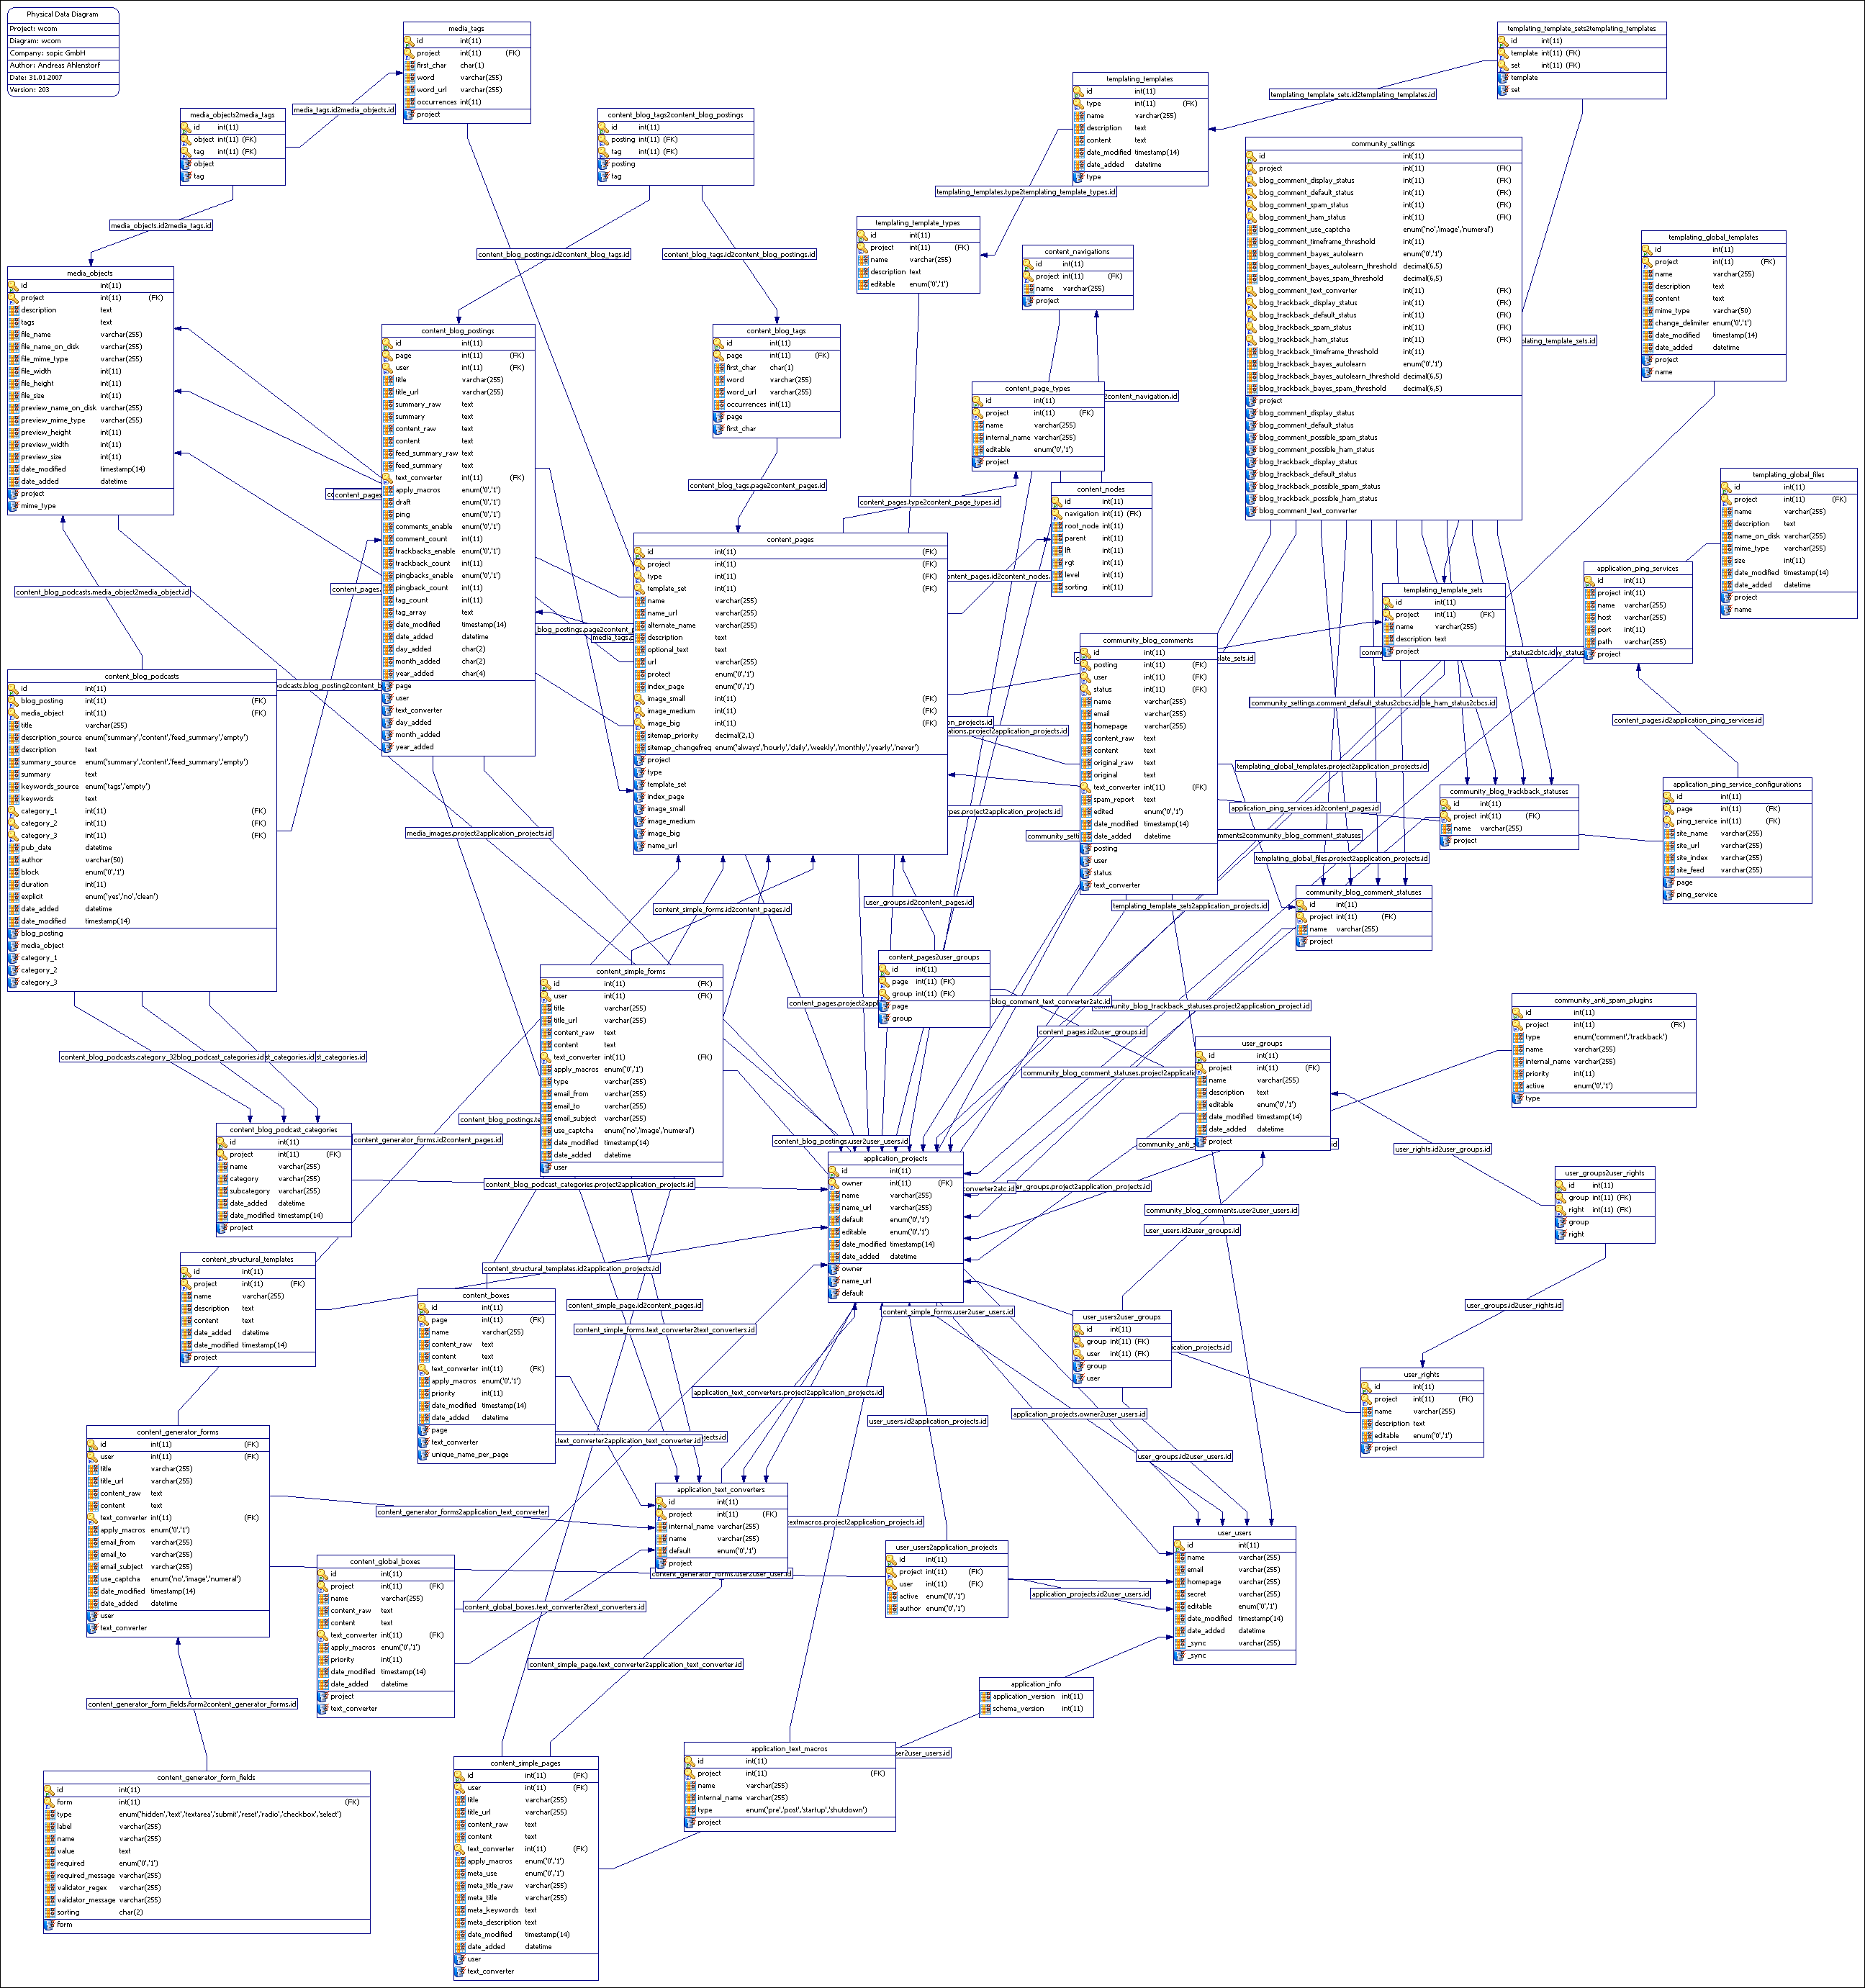 Physical Data Diagram
Project: wcom
Diagram: wcom
Company: sopic GmbH
Author: Andreas Ahlenstorf
Date: 31.01.2007
Version: 203
media_tags
id int(11)
project int(11) (FK)
first_char char(1)
word varchar(255)
word_url varchar(255)
occurrences int(11)
project
media_tags.id2media_objects.id
media_objects2media_tags
id int(11)
object int(11) (FK)
tag int(11) (FK)
object
tag
media_objects.id2media_tags.id
content_blog_tags2content_blog_postings
id int(11)
posting int(11) (FK)
tag int(11) (FK)
posting
tag
content_blog_postings.id2content_blog_tags.id
content_blog_tags.id2content_blog_postings.id
templating_templates
id int(11)
type int(11) (FK)
name varchar(255)
description text
content text
date_modified timestamp(14)
date_added datetime
type
templating_templates.type2templating_template_types.id
templating_template_sets.id2templating_templates.id
templating_template_sets2templating_templates
id int(11)
template int(11) (FK)
set int(11) (FK)
template
set
templating_template_types
id int(11)
project int(11) (FK)
name varchar(255)
description text
editable enum('0','1')
content_navigations
id int(11)
project int(11) (FK)
name varchar(255)
project
community_settings
id int(11) (FK)
project int(11) (FK)
blog_comment_display_status int(11) (FK)
blog_comment_default_status int(11) (FK)
blog_comment_spam_status int(11) (FK)
blog_comment_ham_status int(11) (FK)
blog_comment_use_captcha enum('no','image','numeral')
blog_comment_timeframe_threshold int(11)
blog_comment_bayes_autolearn enum('0','1')
blog_comment_bayes_autolearn_threshold decimal(6,5)
blog_comment_bayes_spam_threshold decimal(6,5)
blog_comment_text_converter int(11) (FK)
blog_trackback_display_status int(11) (FK)
blog_trackback_default_status int(11) (FK)
blog_trackback_spam_status int(11) (FK)
blog_trackback_ham_status int(11) (FK)
blog_trackback_timeframe_threshold int(11)
blog_trackback_bayes_autolearn enum('0','1')
blog_trackback_bayes_autolearn_threshold decimal(6,5)
blog_trackback_bayes_spam_threshold decimal(6,5)
project
blog_comment_display_status
blog_comment_default_status
blog_comment_possible_spam_status
blog_comment_possible_ham_status
blog_trackback_display_status
blog_trackback_default_status
blog_trackback_possible_spam_status
blog_trackback_possible_ham_status
blog_comment_text_converter
plating_template_sets.id
templating_global_templates
id int(11)
project int(11) (FK)
name varchar(255)
description text
content text
mime_type varchar(50)
change_delimiter enum('0','1')
date_modified timestamp(14)
date_added datetime
project
name
media_objects
id int(11)
project int(11) (FK)
description text
tags text
file_name varchar(255)
file_name_on_disk varchar(255)
file_mime_type varchar(255)
file_width int(11)
file_height int(11)
file_size int(11)
preview_name_on_disk varchar(255)
preview_mime_type varchar(255)
preview_height int(11)
preview_width int(11)
preview_size int(11)
date_modified timestamp(14)
date_added datetime
project
mime_type
content_blog_podcasts.media_object2media_object.id
content_blog_postings
id int(11)
page int(11) (FK)
user int(11) (FK)
title varchar(255)
title_url varchar(255)
summary_raw text
summary text
content_raw text
content text
feed_summary_raw text
feed_summary text
text_converter int(11) (FK)
apply_macros enum('0','1')
draft enum('0','1')
ping enum('0','1')
comments_enable enum('0','1')
comment_count int(11)
trackbacks_enable enum('0','1')
trackback_count int(11)
pingbacks_enable enum('0','1')
pingback_count int(11)
tag_count int(11)
tag_array text
date_modified timestamp(14)
date_added datetime
day_added char(2)
month_added char(2)
year_added char(4)
page
user
text_converter
day_added
month_added
year_added
content_pages
content_pages.
blog_postings.page2content_p
media_tags.p
podcasts.blog_posting2content_b
content_blog_tags
id int(11)
page int(11) (FK)
first_char char(1)
word varchar(255)
word_url varchar(255)
occurrences int(11)
page
first_char
content_blog_tags.page2content_pages.id
content_page_types
id int(11)
project int(11) (FK)
name varchar(255)
internal_name varchar(255)
editable enum('0','1')
project
2content_navigation.id
content_pages.type2content_page_types.id
content_nodes
id int(11)
navigation int(11) (FK)
root_node int(11)
parent int(11)
lft int(11)
rgt int(11)
level int(11)
sorting int(11)
content_pages.id2content_nodes.
content_pages
id int(11) (FK)
project int(11) (FK)
type int(11) (FK)
template_set int(11) (FK)
name varchar(255)
name_url varchar(255)
alternate_name varchar(255)
description text
optional_text text
url varchar(255)
protect enum('0','1')
index_page enum('0','1')
image_small int(11) (FK)
image_medium int(11) (FK)
image_big int(11) (FK)
sitemap_priority decimal(2,1)
sitemap_changefreq enum('always','hourly','daily','weekly','monthly','yearly','never')
project
type
template_set
index_page
image_small
image_medium
image_big
name_url
templating_global_files
id int(11)
project int(11) (FK)
name varchar(255)
description text
name_on_disk varchar(255)
mime_type varchar(255)
size int(11)
date_modified timestamp(14)
date_added datetime
project
name
application_ping_services
id int(11)
project int(11)
name varchar(255)
host varchar(255)
port int(11)
path varchar(255)
project
content_pages.id2application_ping_services.id
templating_template_sets
id int(11)
project int(11) (FK)
name varchar(255)
description text
project
community_blog_comments
id int(11)
posting int(11) (FK)
user int(11) (FK)
status int(11) (FK)
name varchar(255)
email varchar(255)
homepage varchar(255)
content_raw text
content text
original_raw text
original text
text_converter int(11) (FK)
spam_report text
edited enum('0','1')
date_modified timestamp(14)
date_added datetime
posting
user
status
text_converter
plate_sets.id
n_status2cbtc.id
community_settings.comment_default_status2cbcs.id
ble_ham_status2cbcs.id
n_projects.id
ations.project2application_projects.id
templating_global_templates.project2application_projects.id
application_ping_services.id2content_pages.id
ypes.project2application_projects.id
community_setti
mments2community_blog_comment_statuses
templating_global_files.project2application_projects.id
templating_template_sets2application_projects.id
community_blog_trackback_statuses
id int(11)
project int(11) (FK)
name varchar(255)
project
application_ping_service_configurations
id int(11)
page int(11) (FK)
ping_service int(11) (FK)
site_name varchar(255)
site_url varchar(255)
site_index varchar(255)
site_feed varchar(255)
page
ping_service
community_blog_comment_statuses
id int(11)
project int(11) (FK)
name varchar(255)
project
content_blog_podcasts
id int(11)
blog_posting int(11) (FK)
media_object int(11) (FK)
title varchar(255)
description_source enum('summary','content','feed_summary','empty')
description text
summary_source enum('summary','content','feed_summary','empty')
summary text
keywords_source enum('tags','empty')
keywords text
category_1 int(11) (FK)
category_2 int(11) (FK)
category_3 int(11) (FK)
pub_date datetime
author varchar(50)
block enum('0','1')
duration int(11)
explicit enum('yes','no','clean')
date_added datetime
date_modified timestamp(14)
blog_posting
media_object
category_1
category_2
category_3
media_images.project2application_projects.id
content_simple_forms.id2content_pages.id
user_groups.id2content_pages.id
content_simple_forms
id int(11) (FK)
user int(11) (FK)
title varchar(255)
title_url varchar(255)
content_raw text
content text
text_converter int(11) (FK)
apply_macros enum('0','1')
type varchar(255)
email_from varchar(255)
email_to varchar(255)
email_subject varchar(255)
use_captcha enum('no','image','numeral')
date_modified timestamp(14)
date_added datetime
user
content_pages2user_groups
id int(11)
page int(11) (FK)
group int(11) (FK)
page
group
content_pages.project2appl
blog_comment_text_converter2atc.id
community_blog_trackback_statuses.project2application_project.id
content_pages.id2user_groups.id
community_blog_comment_statuses.project2applicati
community_anti_spam_plugins
id int(11)
project int(11) (FK)
type enum('comment','trackback')
name varchar(255)
internal_name varchar(255)
priority int(11)
active enum('0','1')
type
user_groups
id int(11)
project int(11) (FK)
name varchar(255)
description text
editable enum('0','1')
date_modified timestamp(14)
date_added datetime
project
content_blog_podcasts.category_32blog_podcast_categories.id
st_categories.id
st_categories.id
content_blog_podcast_categories
id int(11)
project int(11) (FK)
name varchar(255)
category varchar(255)
subcategory varchar(255)
date_added datetime
date_modified timestamp(14)
project
content_blog_postings.te
content_generator_forms.id2content_pages.id
content_blog_postings.user2user_users.id
community_anti_s
id
user_rights.id2user_groups.id
content_blog_podcast_categories.project2application_projects.id
application_projects
id int(11)
owner int(11) (FK)
name varchar(255)
name_url varchar(255)
default enum('0','1')
editable enum('0','1')
date_modified timestamp(14)
date_added datetime
owner
name_url
default
converter2atc.id
er_groups.project2application_projects.id
community_blog_comments.user2user_users.id
user_users.id2user_groups.id
user_groups2user_rights
id int(11)
group int(11) (FK)
right int(11) (FK)
group
right
user_groups.id2user_rights.id
content_structural_templates
id int(11)
project int(11) (FK)
name varchar(255)
description text
content text
date_added datetime
date_modified timestamp(14)
project
content_structural_templates.id2application_projects.id
content_boxes
id int(11)
page int(11) (FK)
name varchar(255)
content_raw text
content text
text_converter int(11) (FK)
apply_macros enum('0','1')
priority int(11)
date_modified timestamp(14)
date_added datetime
page
text_converter
unique_name_per_page
content_simple_page.id2content_pages.id
content_simple_forms.text_converter2text_converters.id
content_simple_forms.user2user_users.id
user_users2user_groups
id int(11)
group int(11) (FK)
user int(11) (FK)
group
user
ication_projects.id
user_rights
id int(11)
project int(11) (FK)
name varchar(255)
description text
editable enum('0','1')
project
application_text_converters.project2application_projects.id
user_users.id2application_projects.id
application_projects.owner2user_users.id
user_groups.id2user_users.id
.text_converter2application_text_converter.id
ojects.id
content_generator_forms
id int(11) (FK)
user int(11) (FK)
title varchar(255)
title_url varchar(255)
content_raw text
content text
text_converter int(11) (FK)
apply_macros enum('0','1')
email_from varchar(255)
email_to varchar(255)
email_subject varchar(255)
use_captcha enum('no','image','numeral')
date_modified timestamp(14)
date_added datetime
user
text_converter
content_generator_forms2application_text_converter
application_text_converters
id int(11)
project int(11) (FK)
internal_name varchar(255)
name varchar(255)
default enum('0','1')
project
textmacros.project2application_projects.id
content_generator_forms.user2user_user.id
user_users2application_projects
id int(11)
project int(11) (FK)
user int(11) (FK)
active enum('0','1')
author enum('0','1')
application_projects.id2user_users.id
user_users
id int(11)
name varchar(255)
email varchar(255)
homepage varchar(255)
secret varchar(255)
editable enum('0','1')
date_modified timestamp(14)
date_added datetime
_sync varchar(255)
_sync
content_global_boxes
id int(11)
project int(11) (FK)
name varchar(255)
content_raw text
content text
text_converter int(11) (FK)
apply_macros enum('0','1')
priority int(11)
date_modified timestamp(14)
date_added datetime
project
text_converter
content_global_boxes.text_converter2text_converters.id
content_simple_page.text_converter2application_text_converter.id
application_info
application_version int(11)
schema_version int(11)
content_generator_form_fields.form2content_generator_forms.id
application_text_macros
id int(11)
project int(11) (FK)
name varchar(255)
internal_name varchar(255)
type enum('pre','post','startup','shutdown')
project
ser2user_users.id
content_simple_pages
id int(11) (FK)
user int(11) (FK)
title varchar(255)
title_url varchar(255)
content_raw text
content text
text_converter int(11) (FK)
apply_macros enum('0','1')
meta_use enum('0','1')
meta_title_raw varchar(255)
meta_title varchar(255)
meta_keywords text
meta_description text
date_modified timestamp(14)
date_added datetime
user
text_converter
content_generator_form_fields
id int(11)
form int(11) (FK)
type enum('hidden','text','textarea','submit','reset','radio','checkbox','select')
label varchar(255)
name varchar(255)
value text
required enum('0','1')
required_message varchar(255)
validator_regex varchar(255)
validator_message varchar(255)
sorting char(2)
form